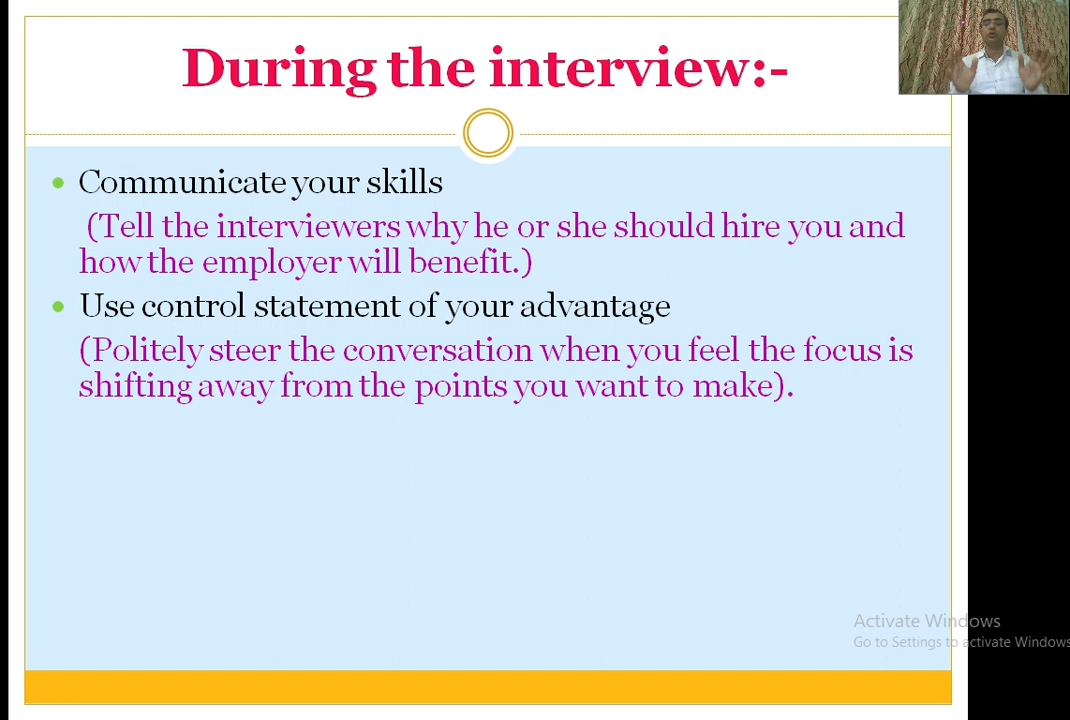 During the interview:-
Communicate your skills
(Tell the interviewers why he or she should hire you and
how the employer will benefit.)
Use control statement of your advantage
(Politely steer the conversation when you feel the focus is
shifting away from the points you want to make).
Activate Windows
Go to Settings to activate Windows